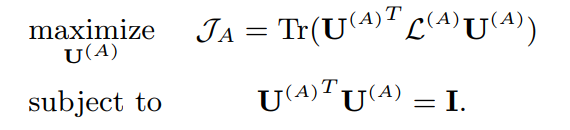 maximize 𝒥_A = Tr(𝐔^{(A)^T} 𝓛^{(A)} 𝐔^{(A)})
𝐔^{(A)}
subject to 𝐔^{(A)^T} 𝐔^{(A)} = 𝐈.